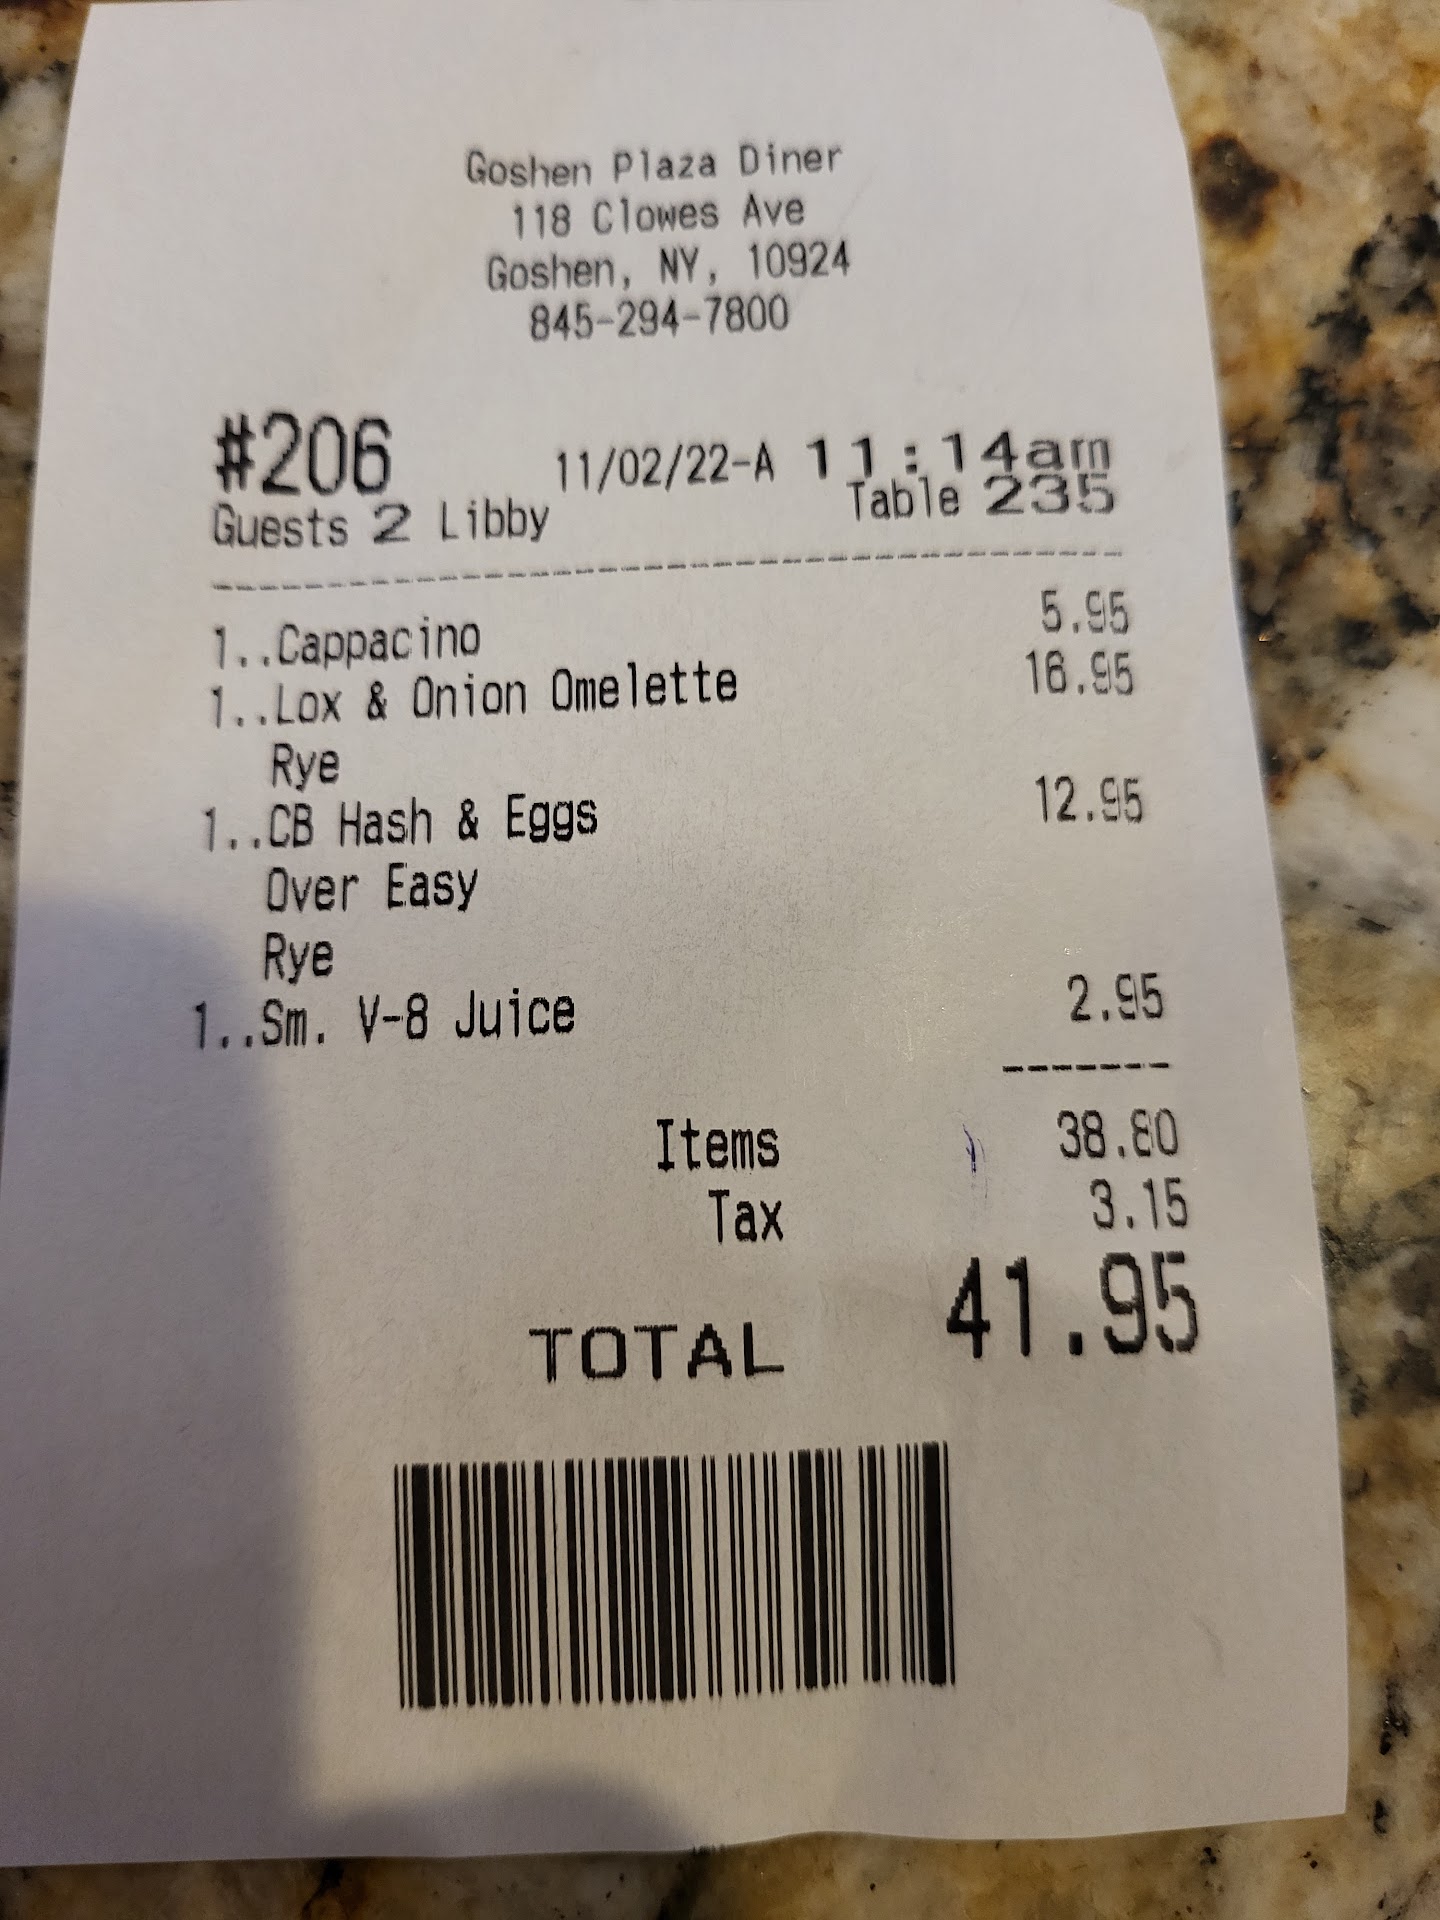 Goshen Plaza Diner
118 Clowes Ave
Goshen, NY, 10924
845-294-7800
#206 11/02/22-A 11:14am
Guests 2 Libby Table 235
1..Cappacino 5.95
1..Lox & Onion Omelette 16.95
Rye
1..CB Hash & Eggs 12.95
Over Easy
Rye
1..Sm. V-8 Juice 2.95
Items 38.80
Tax 3.15
TOTAL 41.95